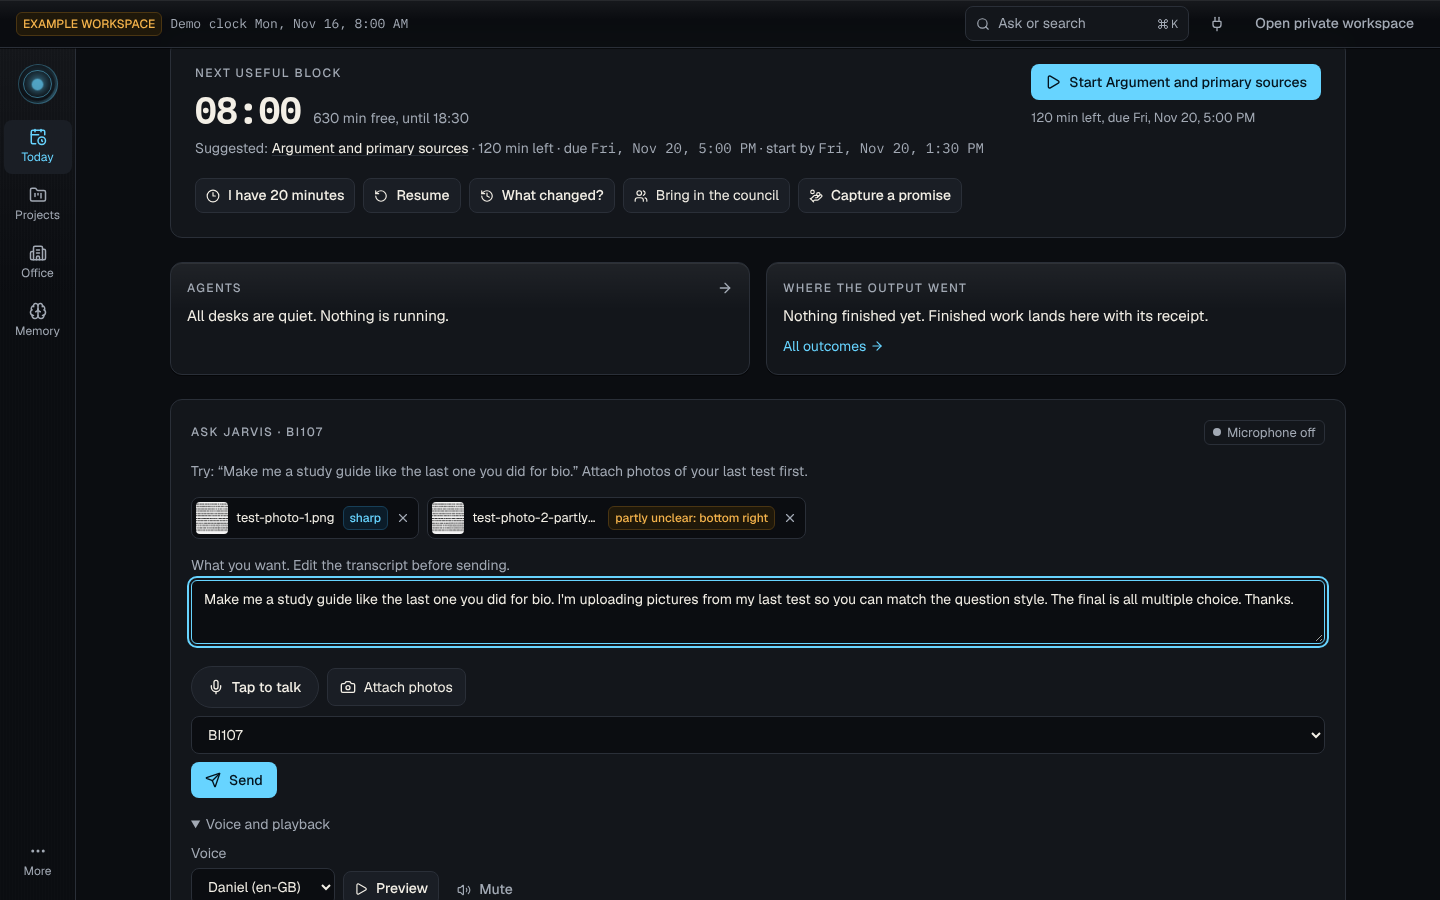 EXAMPLE WORKSPACE Demo clock Mon, Nov 16, 8:00 AM
Ask or search ⌘K
Open private workspace
Today
Projects
Office
Memory
More
NEXT USEFUL BLOCK
08:00 630 min free, until 18:30
Suggested: Argument and primary sources · 120 min left · due Fri, Nov 20, 5:00 PM · start by Fri, Nov 20, 1:30 PM
Start Argument and primary sources
120 min left, due Fri, Nov 20, 5:00 PM
I have 20 minutes
Resume
What changed?
Bring in the council
Capture a promise
AGENTS
All desks are quiet. Nothing is running.
WHERE THE OUTPUT WENT
Nothing finished yet. Finished work lands here with its receipt.
All outcomes →
ASK JARVIS · BI107
Microphone off
Try: “Make me a study guide like the last one you did for bio.” Attach photos of your last test first.
test-photo-1.png sharp
test-photo-2-partly… partly unclear: bottom right
What you want. Edit the transcript before sending.
Make me a study guide like the last one you did for bio. I'm uploading pictures from my last test so you can match the question style. The final is all multiple choice. Thanks.
Tap to talk
Attach photos
BI107
Send
▼ Voice and playback
Voice
Daniel (en-GB)
Preview
Mute